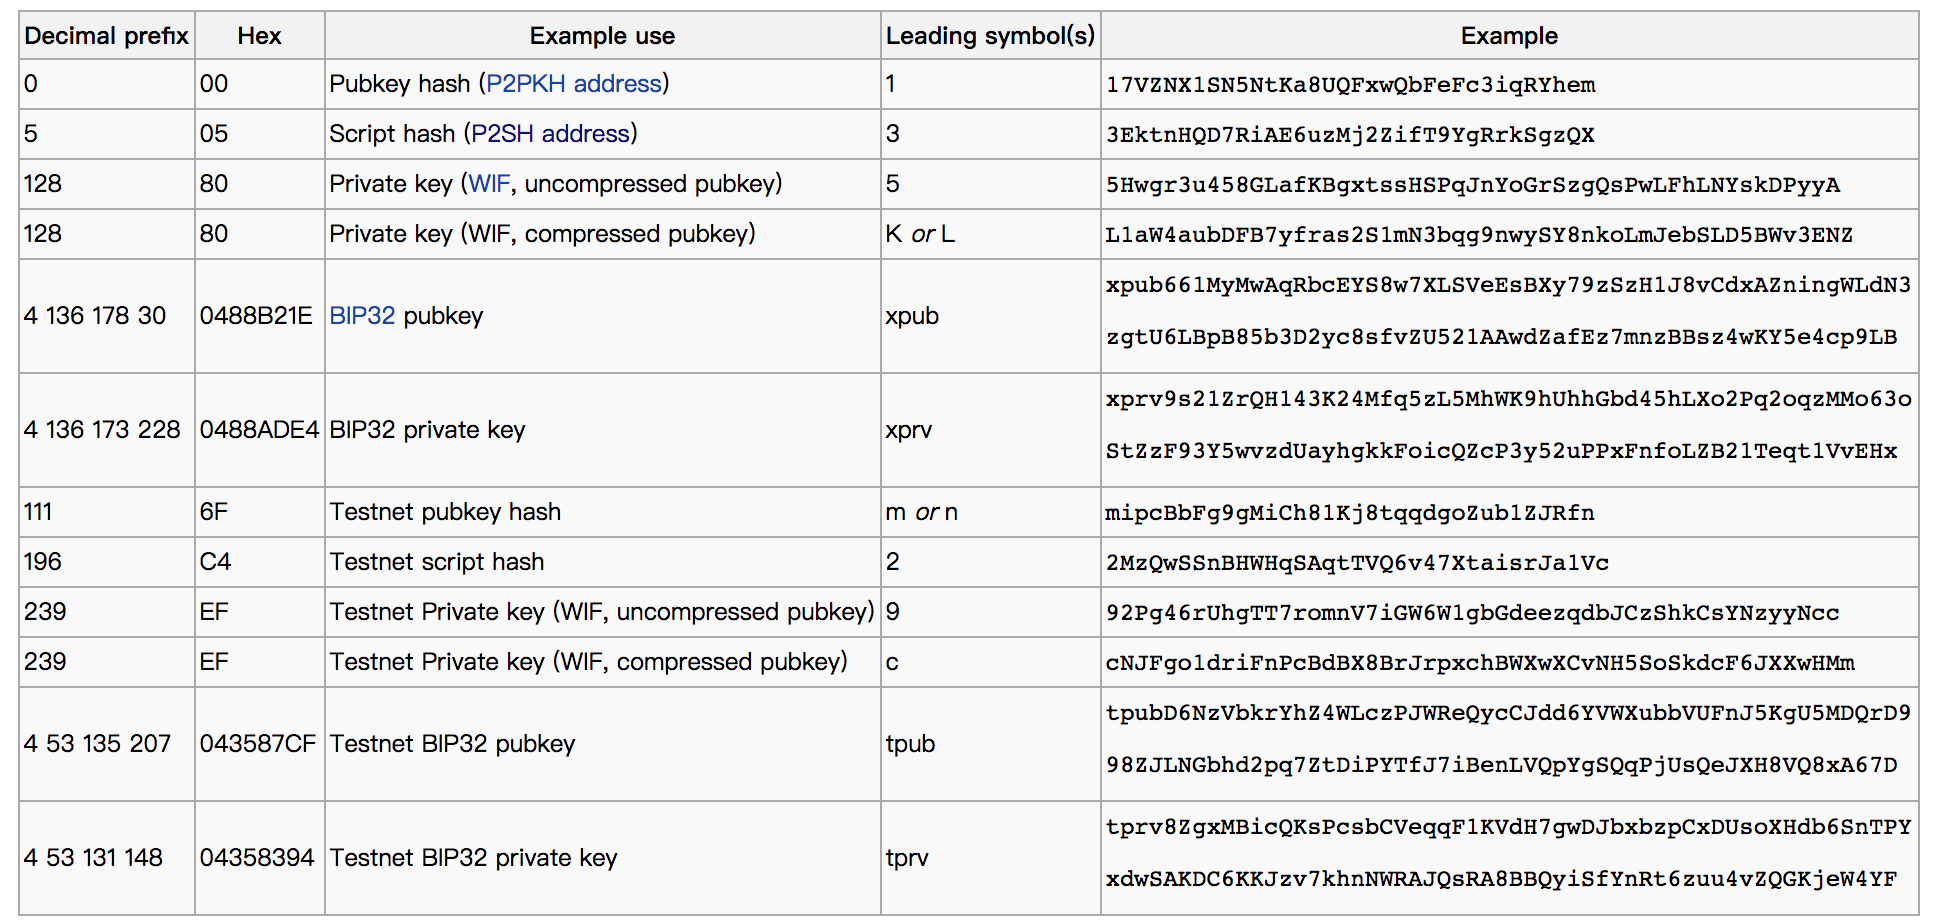 Decimal prefix Hex Example use Leading symbol(s) Example
0 00 Pubkey hash (P2PKH address) 1 17VZNX1SN5NtKa8UQFxwQbFeFc3iqRYhem
5 05 Script hash (P2SH address) 3 3EktnHQD7RiAE6uzMj2ZifT9YgRrkSgzQX
128 80 Private key (WIF, uncompressed pubkey) 5 5Hwgr3u458GLafKBgxtssHSPqJnYoGrSzgQsPwLFhLNYskDPyyA
128 80 Private key (WIF, compressed pubkey) K or L L1aW4aubDFB7yfras2S1mN3bqg9nwySY8nkoLmJebSLD5BWv3ENZ
4 136 178 30 0488B21E BIP32 pubkey xpub xpub661MyMwAqRbcEYS8w7XLSVeEsBXy79zSzH1J8vCdxAZningWLdN3
zgtU6LBpB85b3D2yc8sfvZU521AAwdZafEz7mnzBBsz4wKY5e4cp9LB
4 136 173 228 0488ADE4 BIP32 private key xprv xprv9s21ZrQH143K24Mfq5zL5MhWK9hUhhGbd45hLXo2Pq2oqzMMo63o
StZzF93Y5wvzdUayhgkkFoicQZcP3y52uPPxFnfoLZB21Teqt1VvEHx
111 6F Testnet pubkey hash m or n mipcBbFg9gMiCh81Kj8tqqdgoZub1ZJRfn
196 C4 Testnet script hash 2 2MzQwSSnBHWHqSAqtTVQ6v47XtaisrJa1Vc
239 EF Testnet Private key (WIF, uncompressed pubkey) 9 92Pg46rUhgTT7romnV7iGW6W1gbGdeezqdbJCzShkCsYNzyyNcc
239 EF Testnet Private key (WIF, compressed pubkey) c cNJFgo1driFnPcBdBX8BrJrpxchBWXwXCvNH5SoSkdcF6JXXwHMm
4 53 135 207 043587CF Testnet BIP32 pubkey tpub tpubD6NzVbkrYhZ4WLczPJWReQycCJdd6YVWXubbVUFnJ5KgU5MDQrD9
98ZJLNGbhd2pq7ZtDiPYTfJ7iBenLVQpYgSQqPjUsQeJXH8VQ8xA67D
4 53 131 148 04358394 Testnet BIP32 private key tprv tprv8ZgxMBicQKsPcsbCVeqqF1KVdH7gwDJbxbzpCxDUsoXHdb6SnTPY
xdwSAKDC6KKJzv7khnNWRAJQsRA8BBQyiSfYnRt6zuu4vZQGKjeW4YF